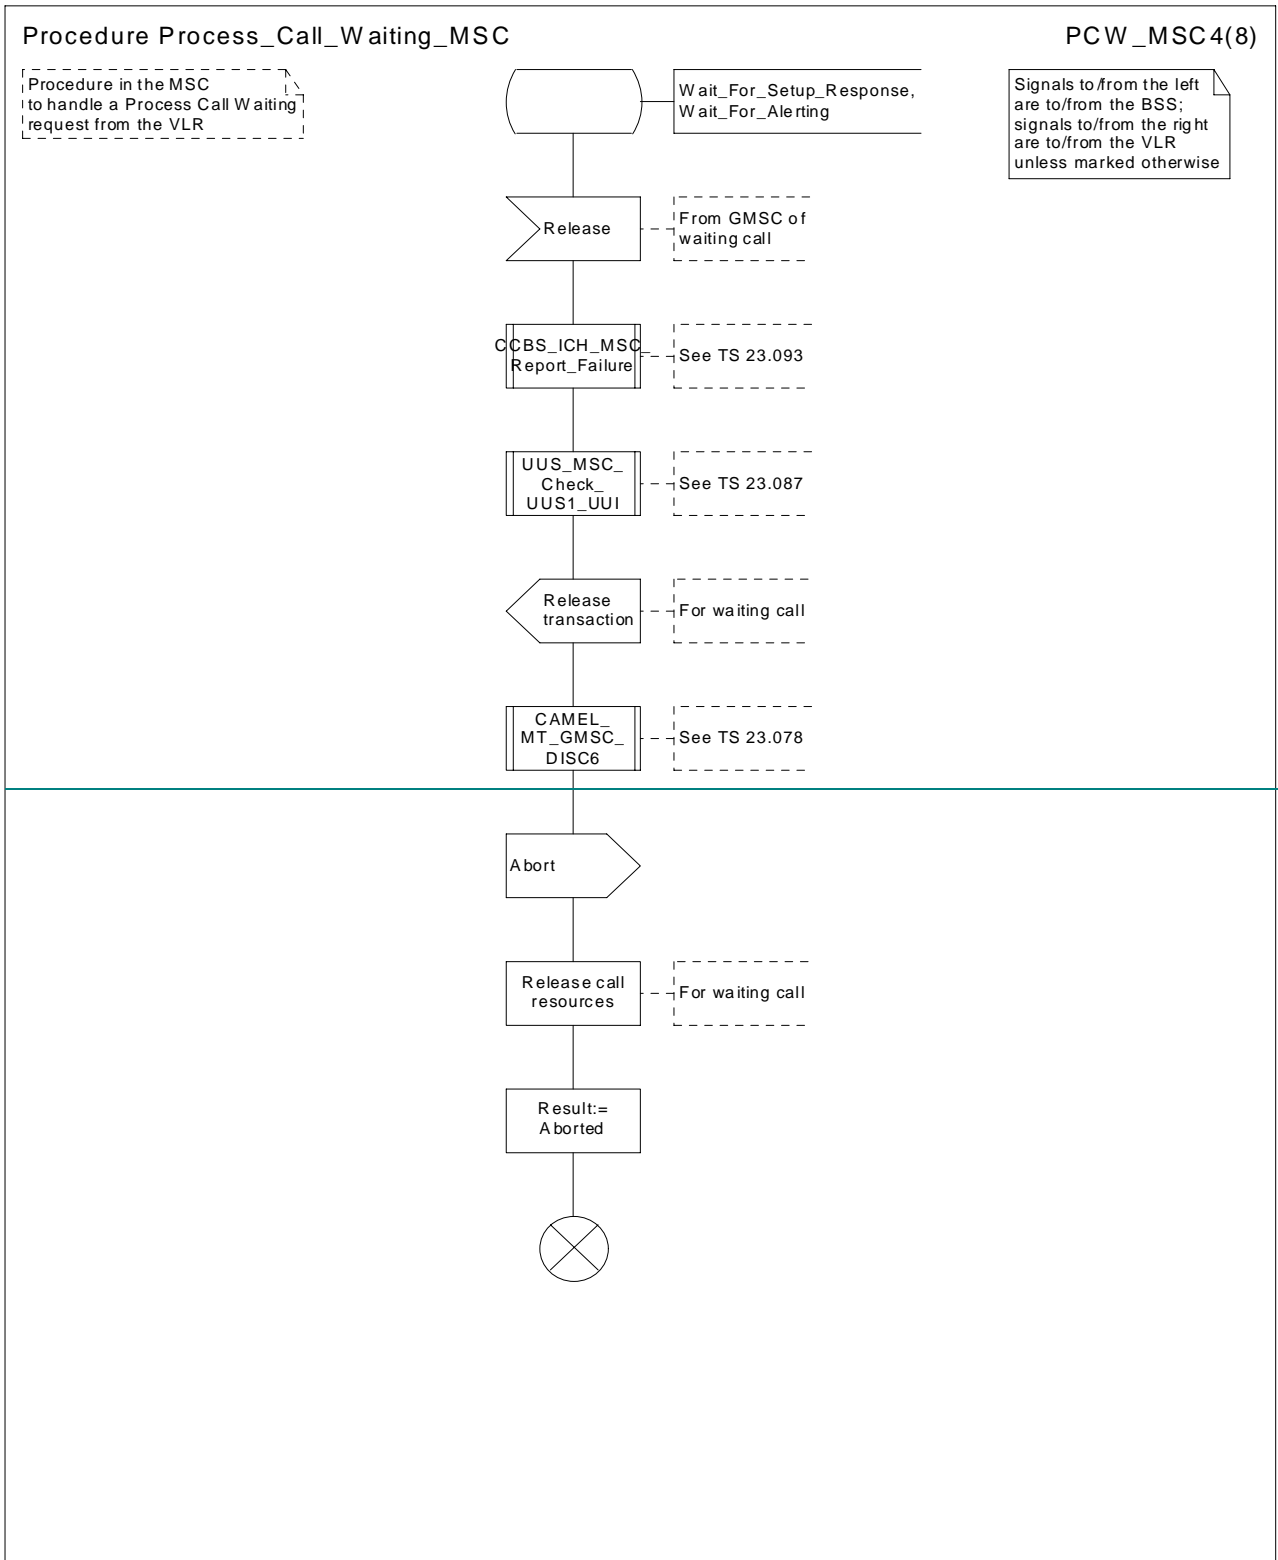 Procedure Process_Call_Waiting_MSC
PCW_MSC4(8)
Procedure in the MSC
to handle a Process Call Waiting
request from the VLR
Wait_For_Setup_Response,
Wait_For_Alerting
Signals to/from the left
are to/from the BSS;
signals to/from the right
are to/from the VLR
unless marked otherwise
Release
From GMSC of
waiting call
CCBS_ICH_MSC_
Report_Failure
See TS 23.093
UUS_MSC_
Check_
UUS1_UUI
See TS 23.087
Release
transaction
For waiting call
CAMEL_
MT_GMSC_
DISC6
See TS 23.078
Abort
Release call
resources
For waiting call
Result:=
Aborted